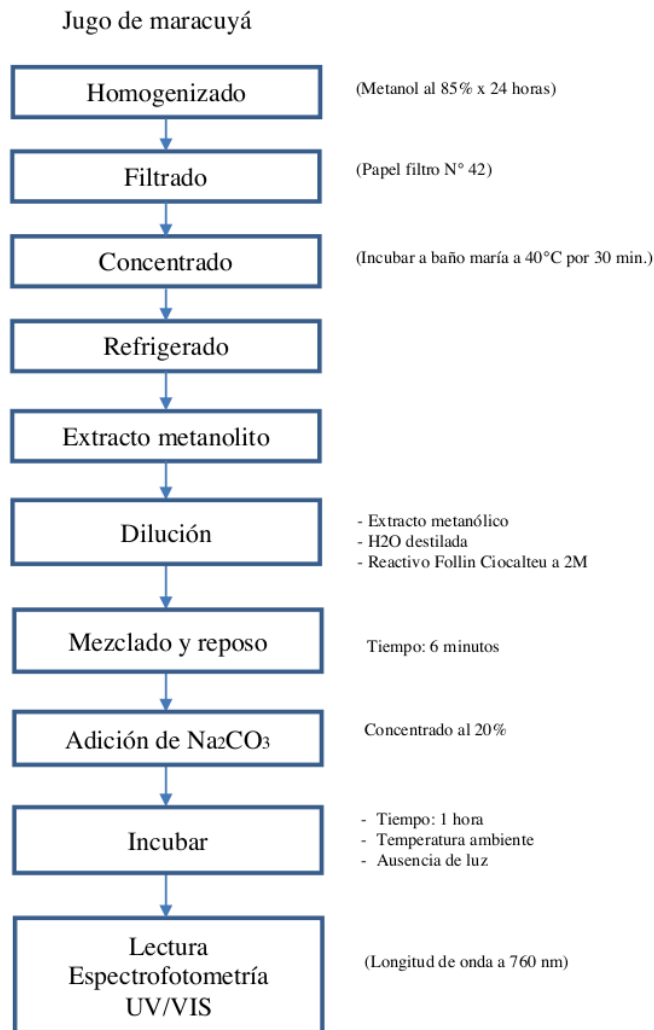 Jugo de maracuyá
Homogenizado
(Metanol al 85% x 24 horas)
Filtrado
(Papel filtro N° 42)
Concentrado
(Incubar a baño maría a 40°C por 30 min.)
Refrigerado
Extracto metanolito
Dilución
- Extracto metanólico
- H2O destilada
- Reactivo Follin Ciocalteu a 2M
Mezclado y reposo
Tiempo: 6 minutos
Adición de Na₂CO₃
Concentrado al 20%
Incubar
- Tiempo: 1 hora
- Temperatura ambiente
- Ausencia de luz
Lectura
Espectrofotometría
UV/VIS
(Longitud de onda a 760 nm)